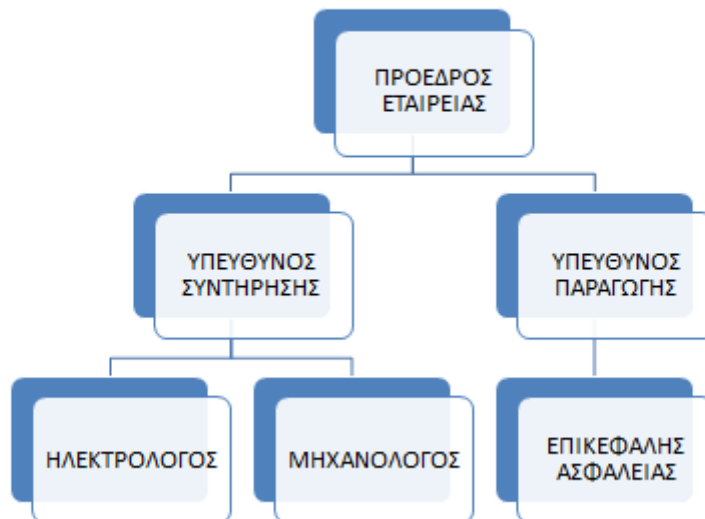 ΠΡΟΕΔΡΟΣ
ΕΤΑΙΡΕΙΑΣ
ΥΠΕΥΘΥΝΟΣ
ΣΥΝΤΗΡΗΣΗΣ
ΥΠΕΥΘΥΝΟΣ
ΠΑΡΑΓΩΓΗΣ
ΗΛΕΚΤΡΟΛΟΓΟΣ
ΜΗΧΑΝΟΛΟΓΟΣ
ΕΠΙΚΕΦΑΛΗΣ
ΑΣΦΑΛΕΙΑΣ